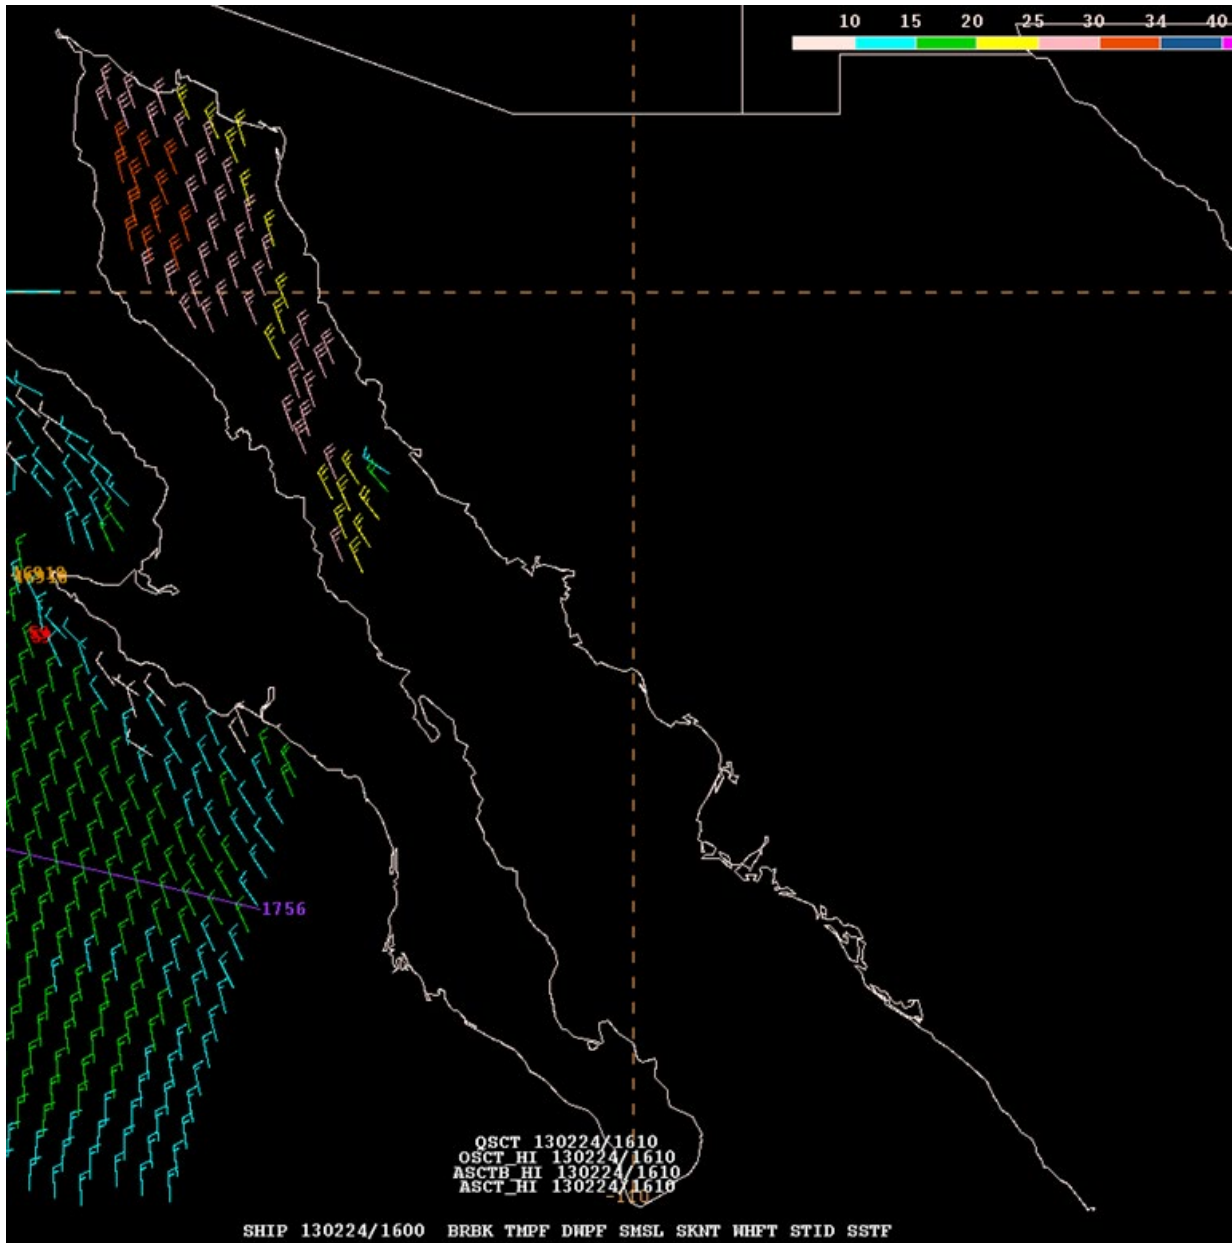 10 15 20 25 30 34 40
1756
QSCT 130224/1610
OSCT_HI 130224/1610
ASCTB_HI 130224/1610
ASCT_HI 130224/1610
-110
SHIP 130224/1600 BRBK TMPF DWPF SMSL SKNT WHFT STID SSTF